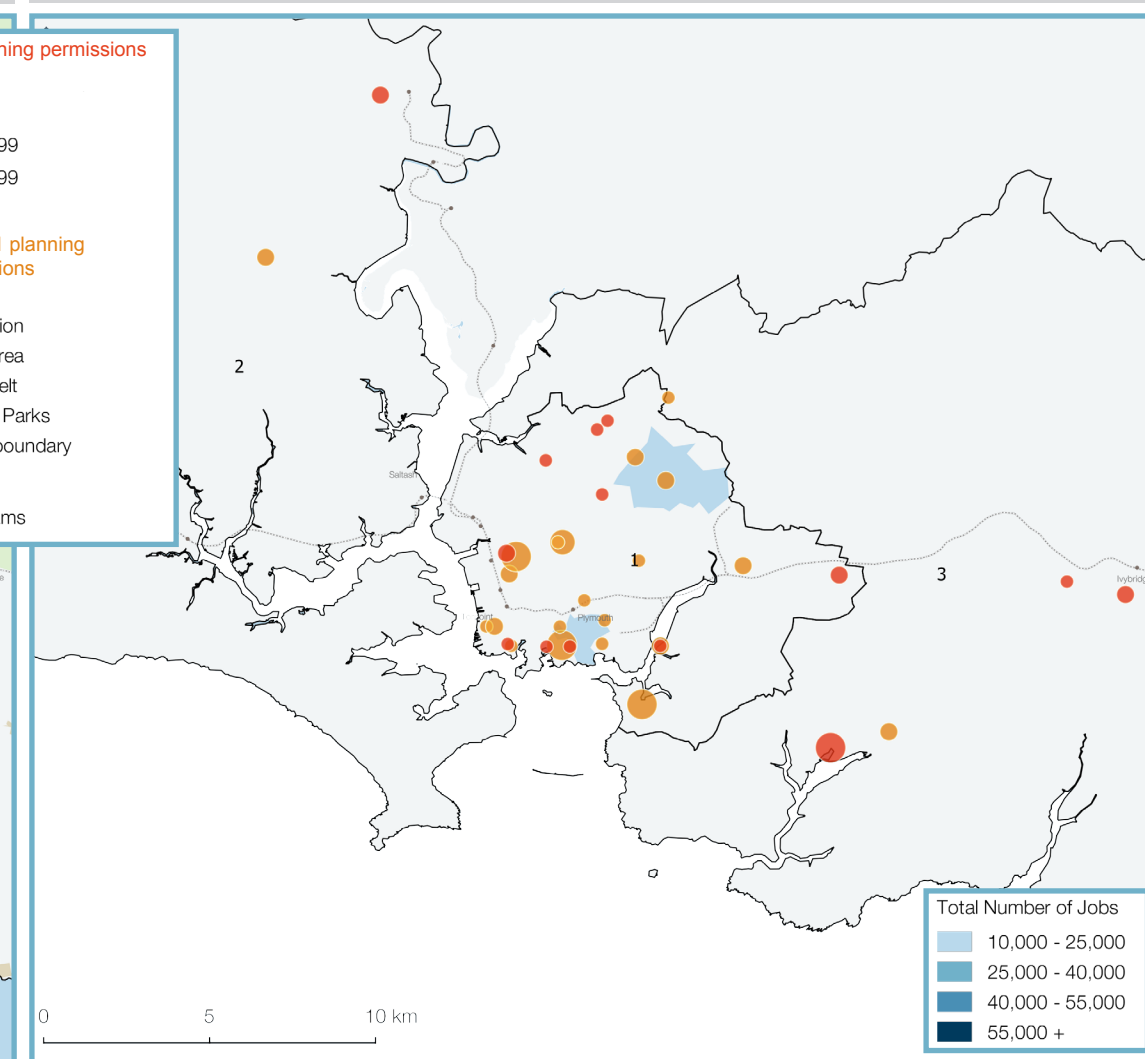 ning permissions
99
99
l planning
ions
ion
rea
elt
Parks
boundary
ms
2
Saltash
1
3
Ivybridg
Plymouth
Total Number of Jobs
10,000 - 25,000
25,000 - 40,000
40,000 - 55,000
55,000 +
0 5 10 km